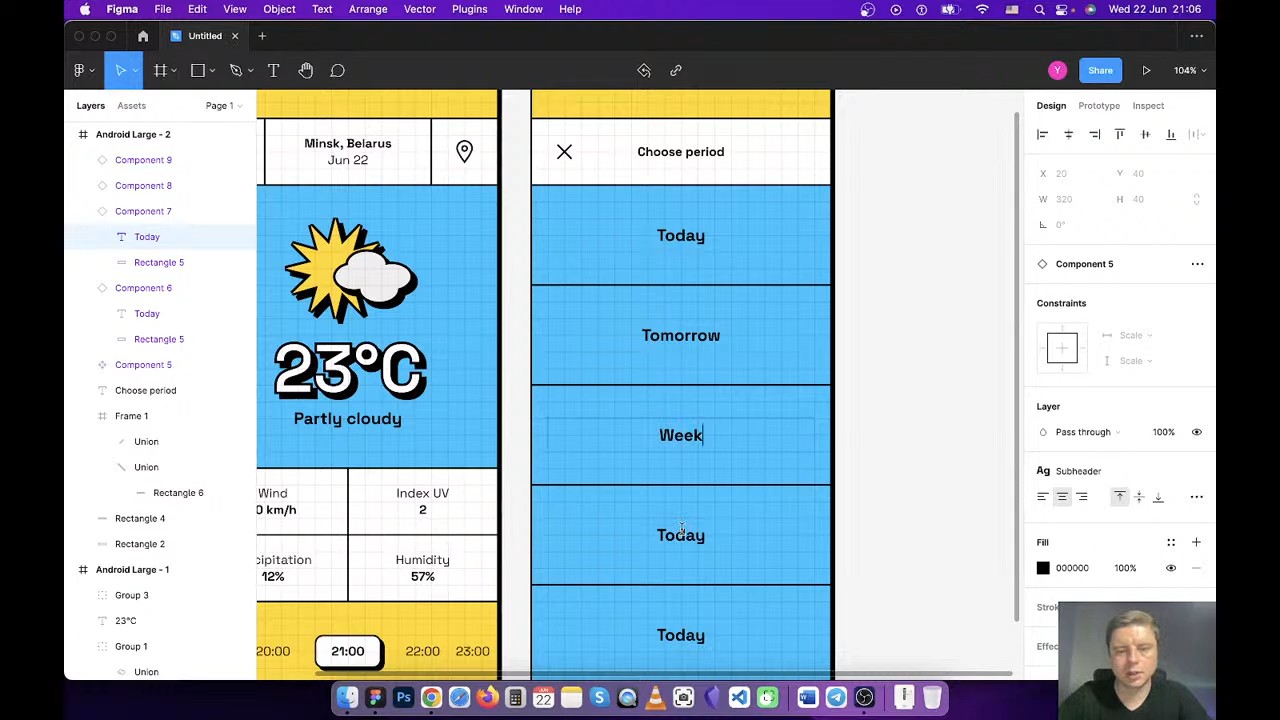 Figma File Edit View Object Text Arrange Vector Plugins Window Help Wed 22 Jun 21:06
Untitled
Y Share 104%
Layers Assets Page 1
Android Large - 2
Component 9
Component 8
Component 7
Today
Rectangle 5
Component 6
Today
Rectangle 5
Component 5
Choose period
Frame 1
Union
Union
Rectangle 6
Rectangle 4
Rectangle 2
Android Large - 1
Group 3
23°C
Group 1
Union
Minsk, Belarus
Jun 22
23°C
Partly cloudy
Wind
0 km/h
Index UV
2
cipitation
12%
Humidity
57%
20:00 21:00 22:00 23:00
Choose period
Today
Tomorrow
Week
Today
Today
Design Prototype Inspect
X 20 Y 40
W 320 H 40
0°
Component 5
Constraints
Scale
Scale
Layer
Pass through 100%
Ag Subheader
Fill
000000 100%
Strok
Effec
JUN
22